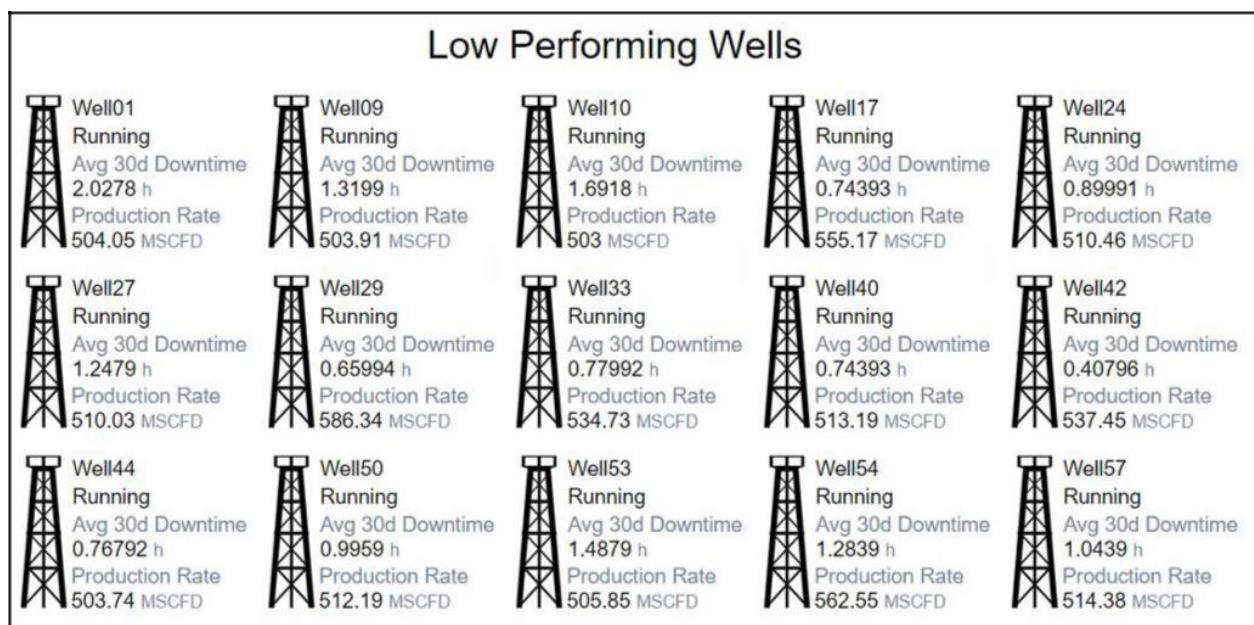 Low Performing Wells
Well01
Running
Avg 30d Downtime
2.0278 h
Production Rate
504.05 MSCFD
Well09
Running
Avg 30d Downtime
1.3199 h
Production Rate
503.91 MSCFD
Well10
Running
Avg 30d Downtime
1.6918 h
Production Rate
503 MSCFD
Well17
Running
Avg 30d Downtime
0.74393 h
Production Rate
555.17 MSCFD
Well24
Running
Avg 30d Downtime
0.89991 h
Production Rate
510.46 MSCFD
Well27
Running
Avg 30d Downtime
1.2479 h
Production Rate
510.03 MSCFD
Well29
Running
Avg 30d Downtime
0.65994 h
Production Rate
586.34 MSCFD
Well33
Running
Avg 30d Downtime
0.77992 h
Production Rate
534.73 MSCFD
Well40
Running
Avg 30d Downtime
0.74393 h
Production Rate
513.19 MSCFD
Well42
Running
Avg 30d Downtime
0.40796 h
Production Rate
537.45 MSCFD
Well44
Running
Avg 30d Downtime
0.76792 h
Production Rate
503.74 MSCFD
Well50
Running
Avg 30d Downtime
0.9959 h
Production Rate
512.19 MSCFD
Well53
Running
Avg 30d Downtime
1.4879 h
Production Rate
505.85 MSCFD
Well54
Running
Avg 30d Downtime
1.2839 h
Production Rate
562.55 MSCFD
Well57
Running
Avg 30d Downtime
1.0439 h
Production Rate
514.38 MSCFD